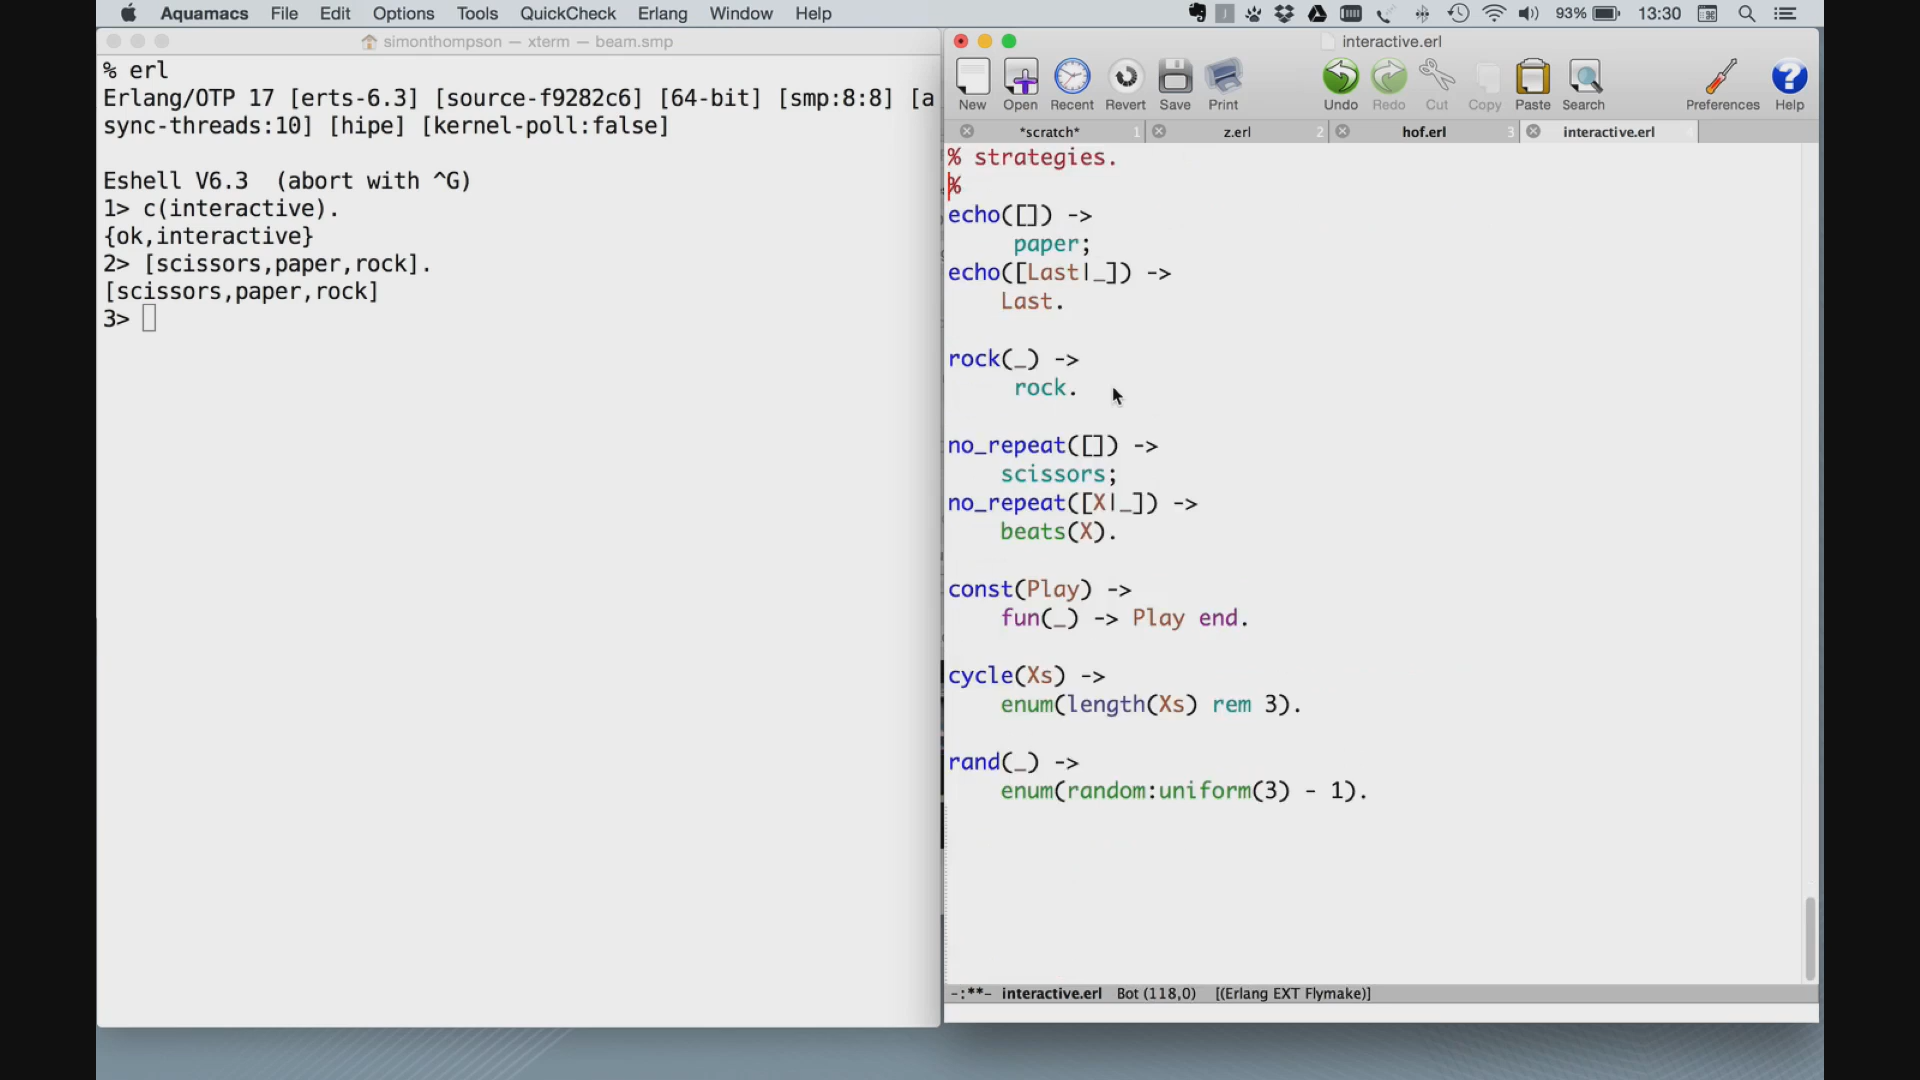 Aquamacs File Edit Options Tools QuickCheck Erlang Window Help 93% 13:30
simonthompson — xterm — beam.smp
% erl
Erlang/OTP 17 [erts-6.3] [source-f9282c6] [64-bit] [smp:8:8] [a
sync-threads:10] [hipe] [kernel-poll:false]
Eshell V6.3  (abort with ^G)
1> c(interactive).
{ok,interactive}
2> [scissors,paper,rock].
[scissors,paper,rock]
3>
interactive.erl
New Open Recent Revert Save Print Undo Redo Cut Copy Paste Search Preferences Help
*scratch* 1 z.erl 2 hof.erl 3 interactive.erl
% strategies.
%
echo([]) ->
     paper;
echo([Last|_]) ->
    Last.
rock(_) ->
     rock.
no_repeat([]) ->
    scissors;
no_repeat([X|_]) ->
    beats(X).
const(Play) ->
    fun(_) -> Play end.
cycle(Xs) ->
    enum(length(Xs) rem 3).
rand(_) ->
    enum(random:uniform(3) - 1).
-:**- interactive.erl Bot (118,0) [(Erlang EXT Flymake)]